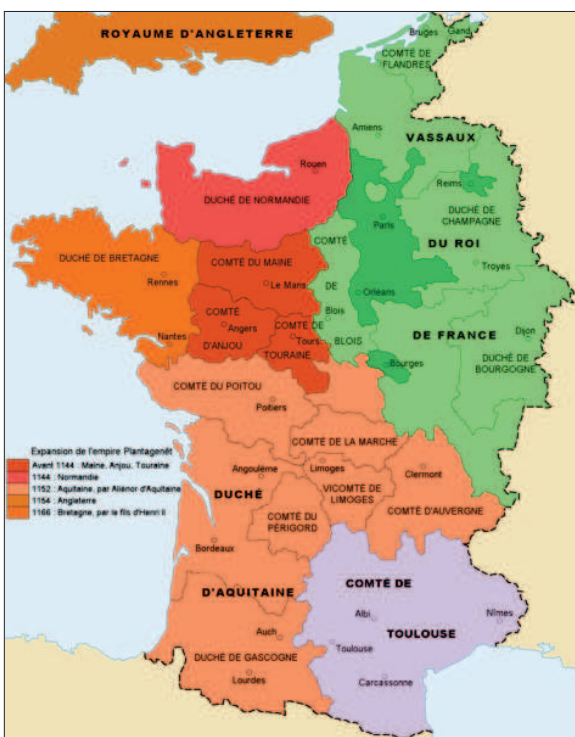 ROYAUME D'ANGLETERRE
Bruges
Gand
COMTÉ DE
FLANDRES
Amiens
VASSAUX
Rouen
Reims
DUCHÉ DE NORMANDIE
Paris
DUCHÉ DE
CHAMPAGNE
DUCHÉ DE BRETAGNE
Rennes
COMTÉ DU MAINE
Le Mans
COMTÉ
DE
Blois
BLOIS
DU ROI
Troyes
Orléans
Nantes
COMTÉ
Angers
D'ANJOU
COMTÉ DE
Tours
TOURAINE
DE FRANCE
Dijon
DUCHÉ DE
BOURGOGNE
Bourges
COMTÉ DU POITOU
Poitiers
COMTÉ DE LA MARCHE
Expansion de l'empire Plantagenêt
Avant 1144 : Maine, Anjou, Touraine
1144 : Normandie
1152 : Aquitaine, par Aliénor d'Aquitaine
1154 : Angleterre
1166 : Bretagne, par le fils d'Henri II
Angoulême
Limoges
Clermont
DUCHÉ
VICOMTÉ DE
LIMOGES
COMTÉ DU
PÉRIGORD
COMTÉ D'AUVERGNE
Bordeaux
D'AQUITAINE
COMTÉ DE
TOULOUSE
Albi
Nîmes
Auch
Toulouse
DUCHÉ DE GASCOGNE
Lourdes
Carcassonne